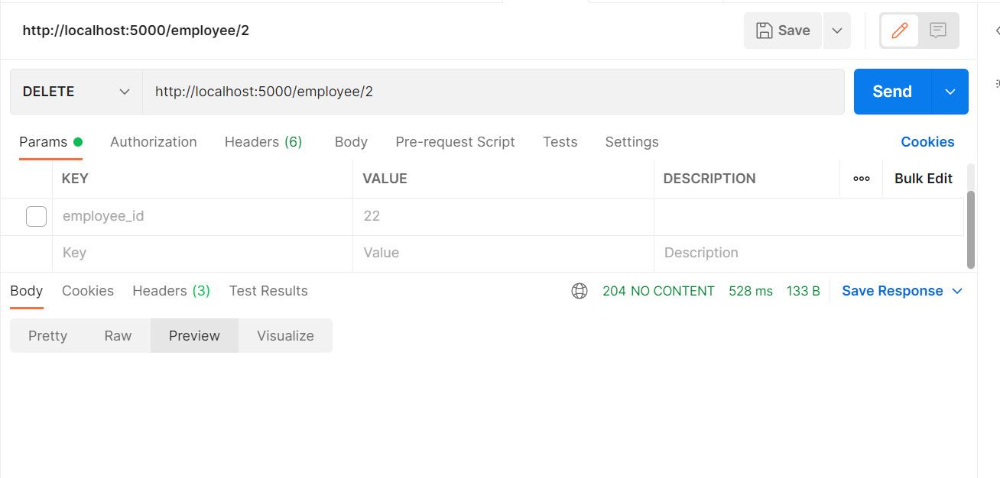 http://localhost:5000/employee/2
Save
DELETE
http://localhost:5000/employee/2
Send
Params
Authorization
Headers (6)
Body
Pre-request Script
Tests
Settings
Cookies
KEY
VALUE
DESCRIPTION
Bulk Edit
employee_id
22
Key
Value
Description
Body
Cookies
Headers (3)
Test Results
204 NO CONTENT
528 ms
133 B
Save Response
Pretty
Raw
Preview
Visualize